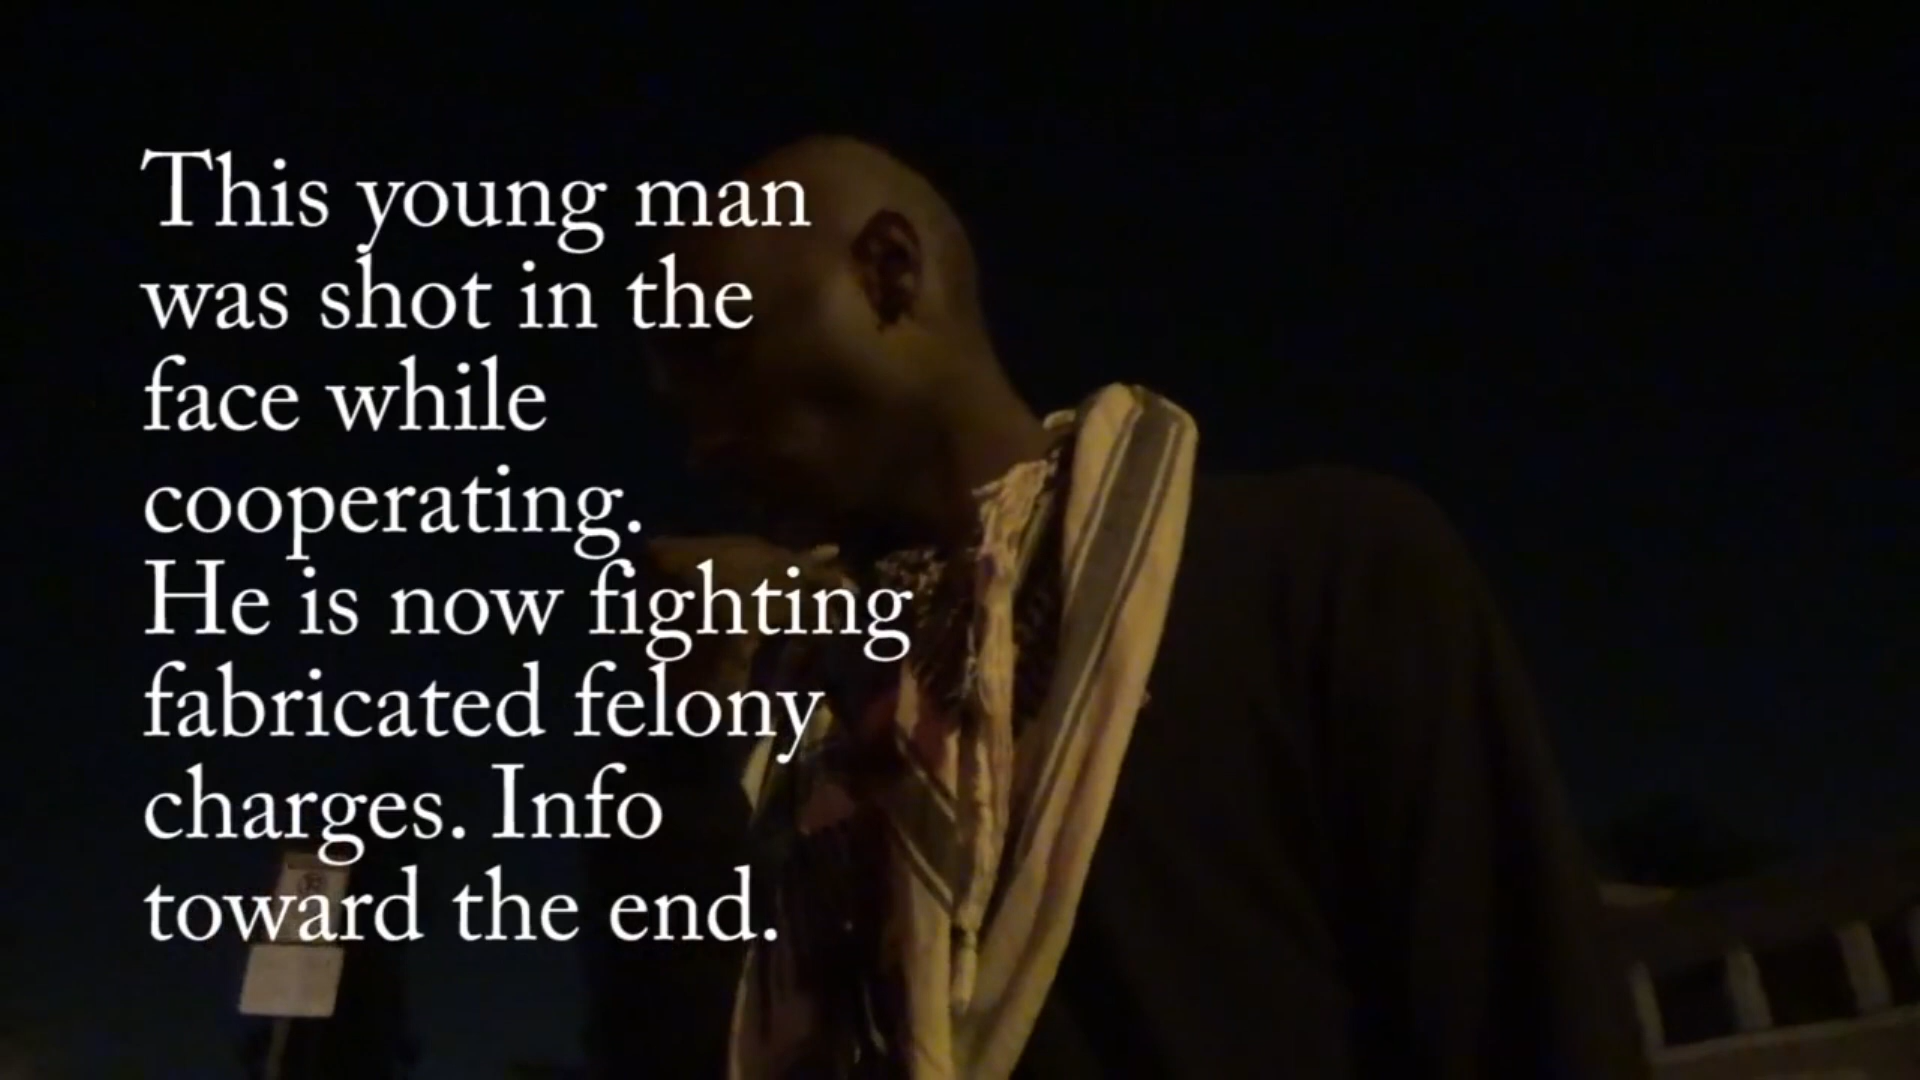 This young man
was shot in the
face while
cooperating.
He is now fighting
fabricated felony
charges. Info
toward the end.